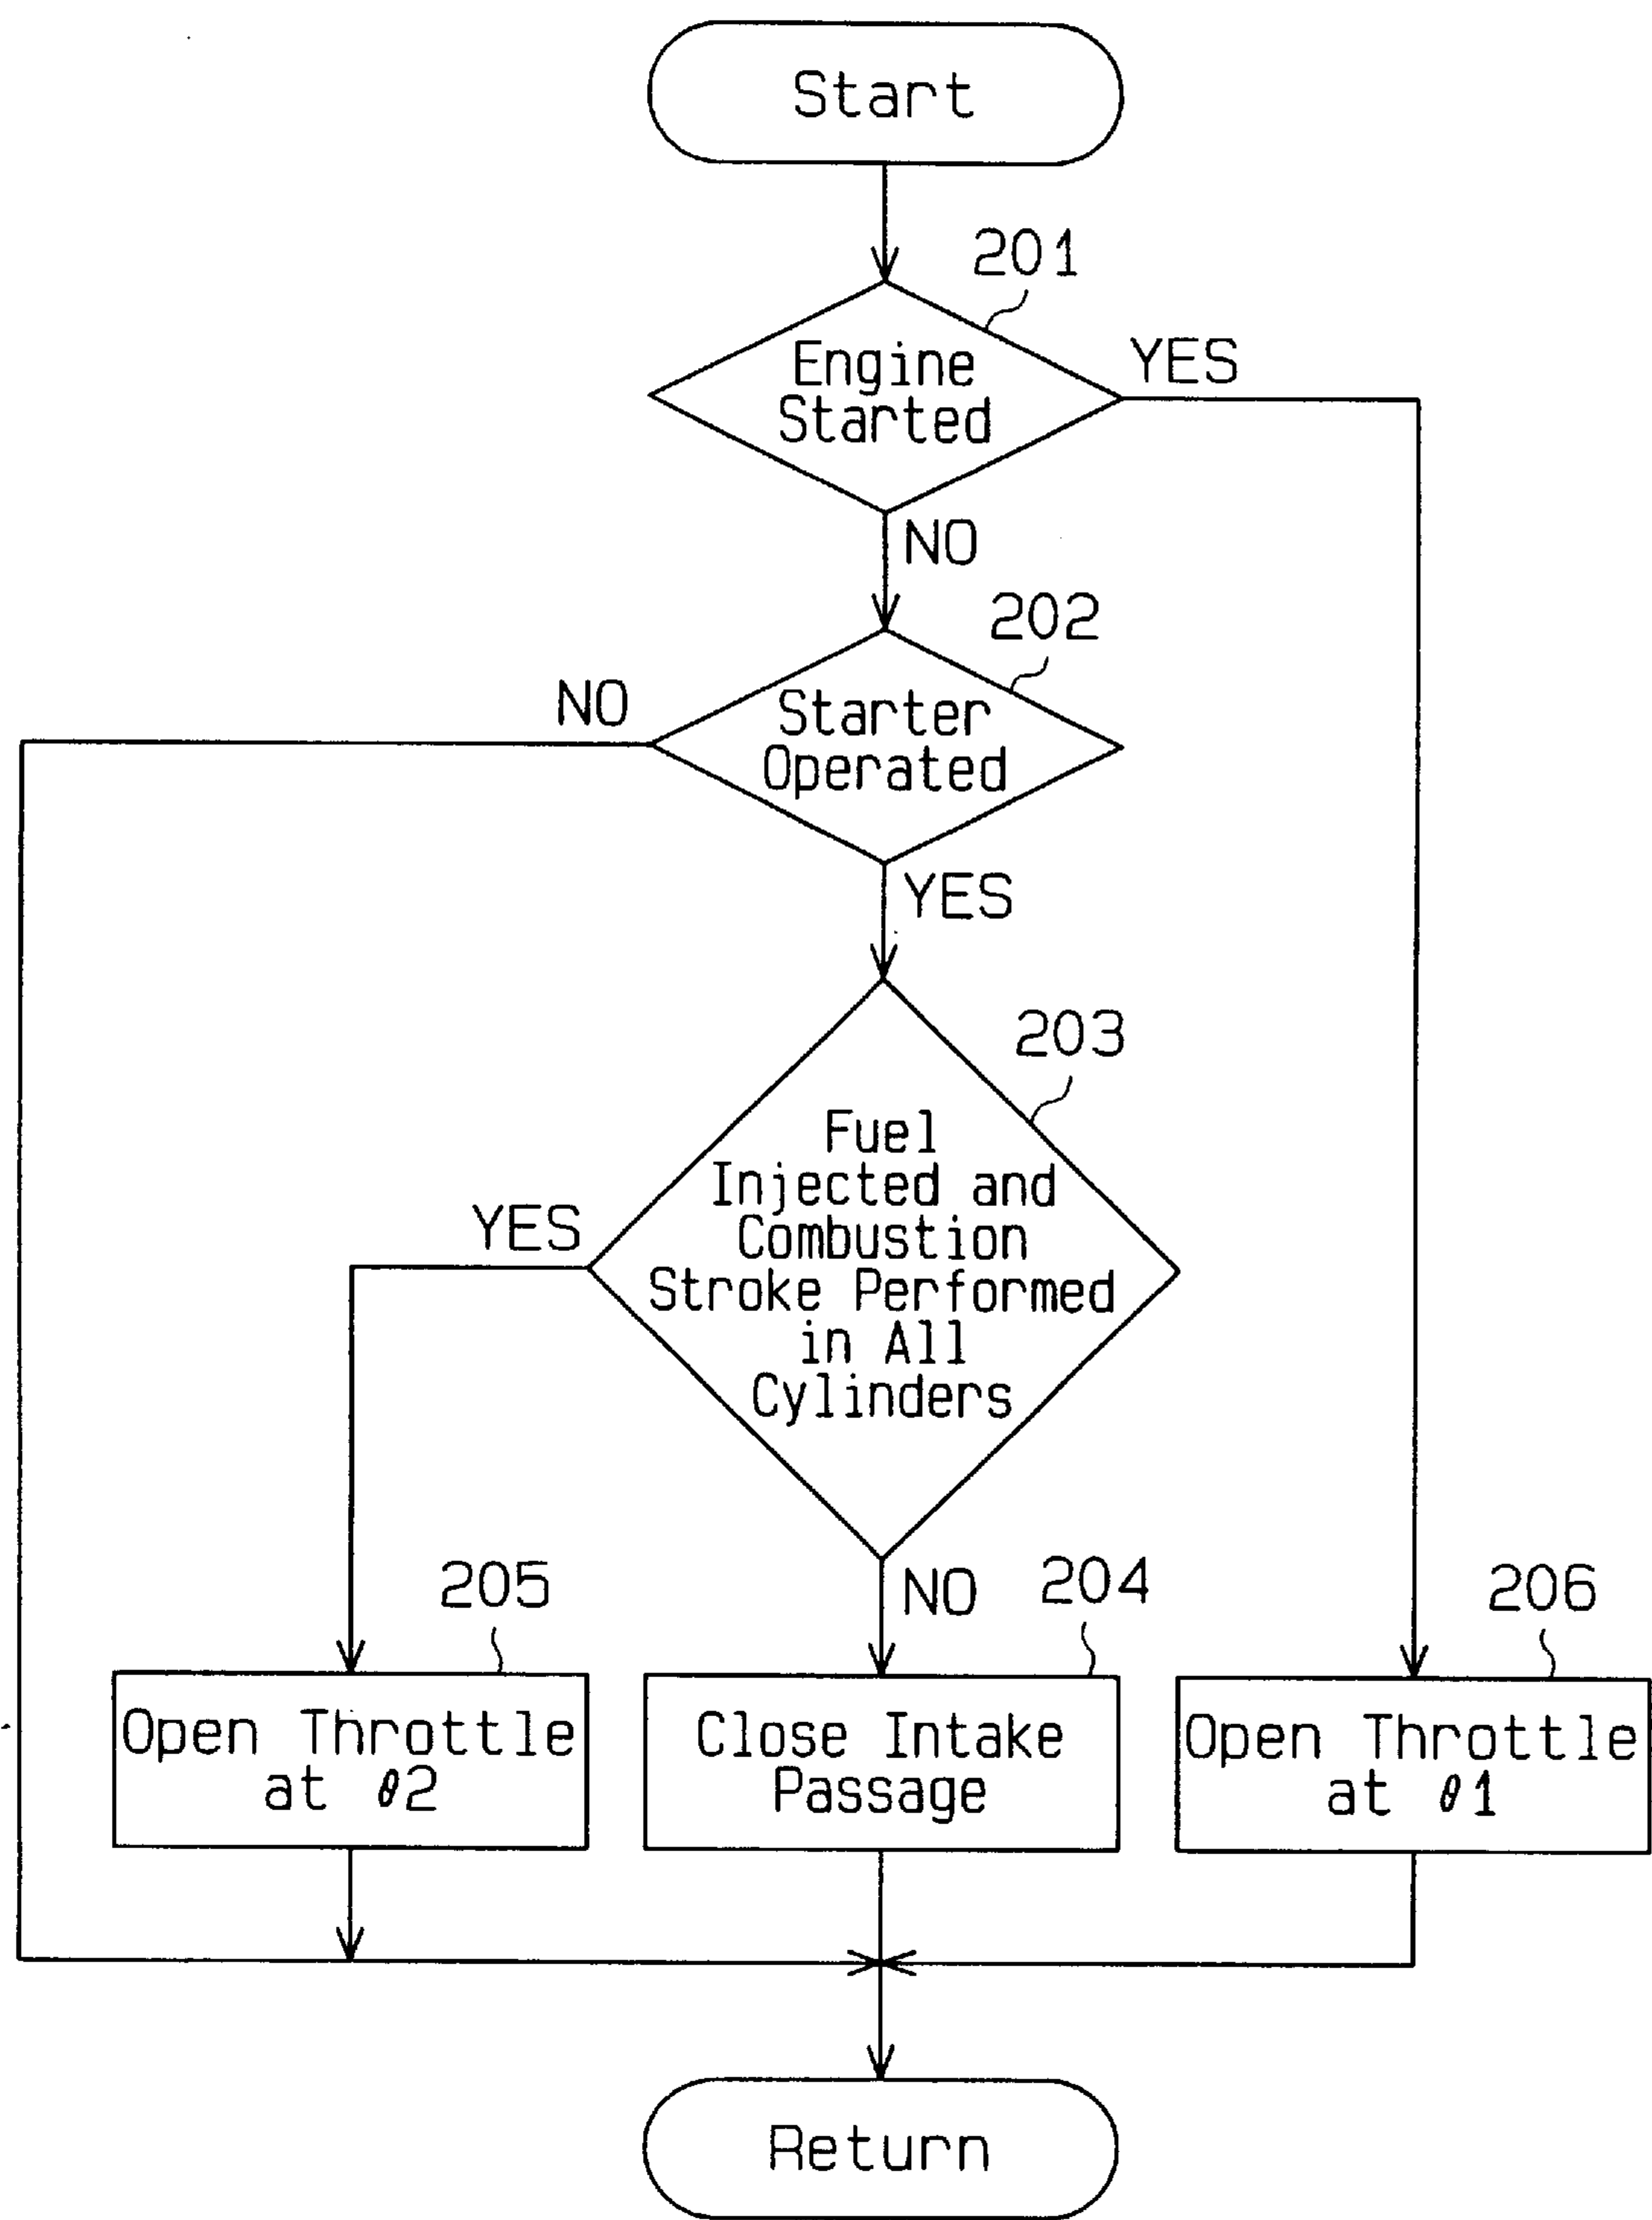 Start
201
Engine
Started
YES
NO
202
Starter
Operated
NO
YES
203
Fuel
Injected and
Combustion
Stroke Performed
in All
Cylinders
YES
NO
205
Open Throttle
at θ2
204
Close Intake
Passage
206
Open Throttle
at θ1
Return